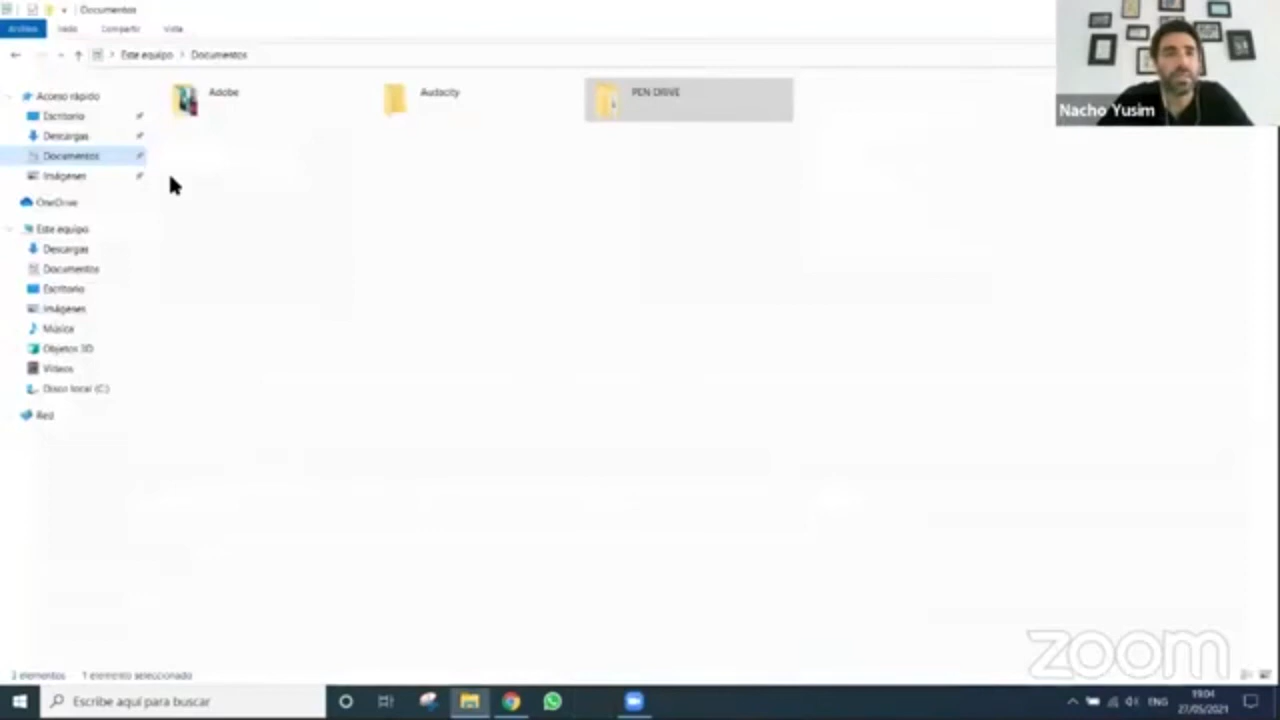 Documentos
Archivo Inicio Compartir Vista
Este equipo > Documentos
Acceso rápido
Escritorio
Descargas
Documentos
Imágenes
OneDrive
Este equipo
Descargas
Documentos
Escritorio
Imágenes
Música
Objetos 3D
Vídeos
Disco local (C:)
Red
Adobe
Audacity
PEN DRIVE
Nacho Yusim
3 elementos 1 elemento seleccionado
zoom
Escribe aquí para buscar
ENG
19:04
27/05/2021